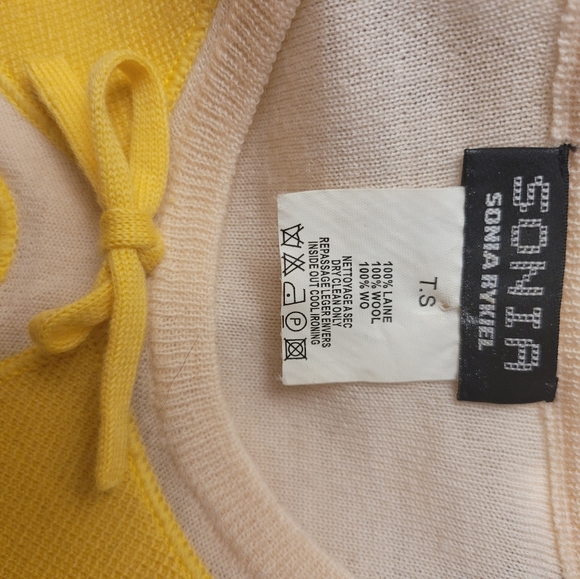 SONIA
SONIA RYKIEL
T.S
100% LAINE
100% WOOL
100% WO
NETTOYAGE A SEC
DRY CLEAN ONLY
REPASSAGE LEGER ENVERS
INSIDE OUT COOL IRONING
P